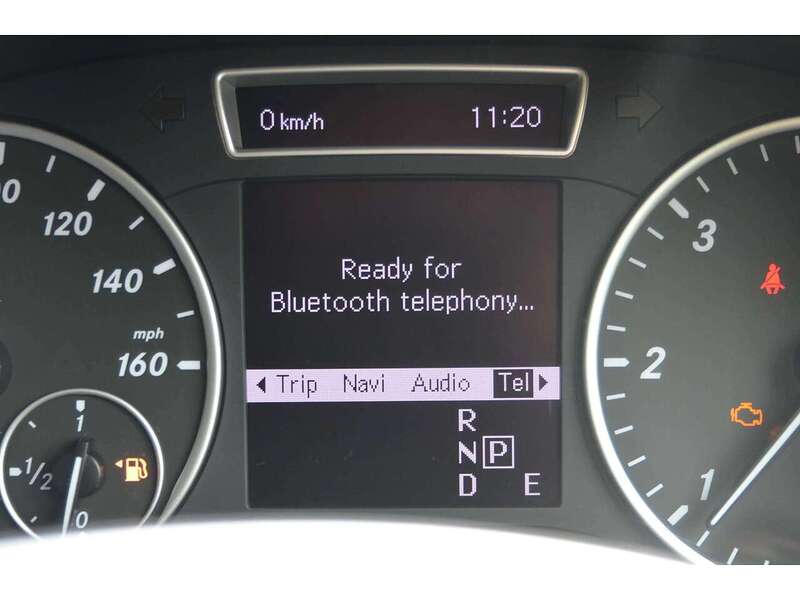 0 km/h 11:20
120
140
mph
160
1
1/2
0
Ready for
Bluetooth telephony...
Trip Navi Audio Tel
R
N P
D E
3
2
1